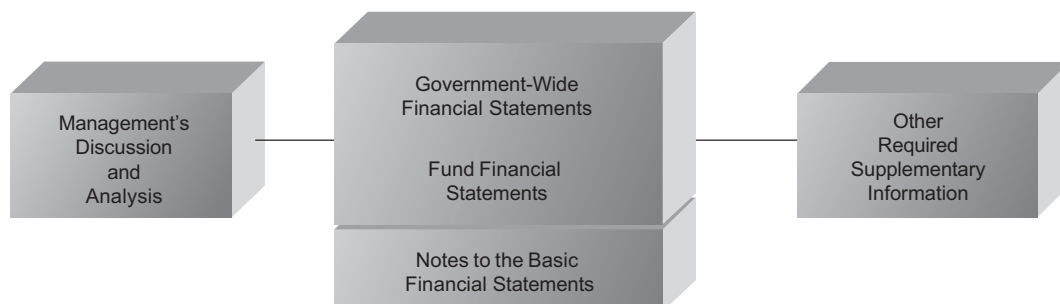 Management's
Discussion
and
Analysis
Government-Wide
Financial Statements
Fund Financial
Statements
Notes to the Basic
Financial Statements
Other
Required
Supplementary
Information